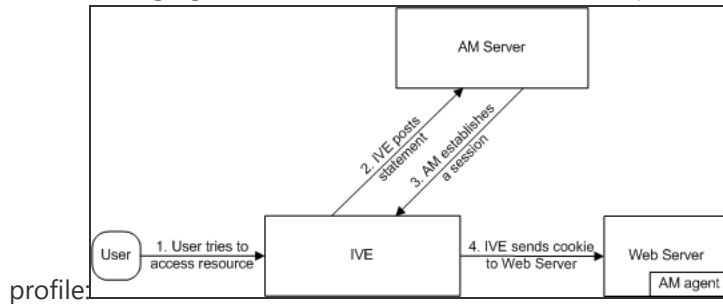 AM Server
2. IVE posts
statement
3. AM establishes
a session
User
1. User tries to
access resource
IVE
4. IVE sends cookie
to Web Server
Web Server
AM agent
profile: